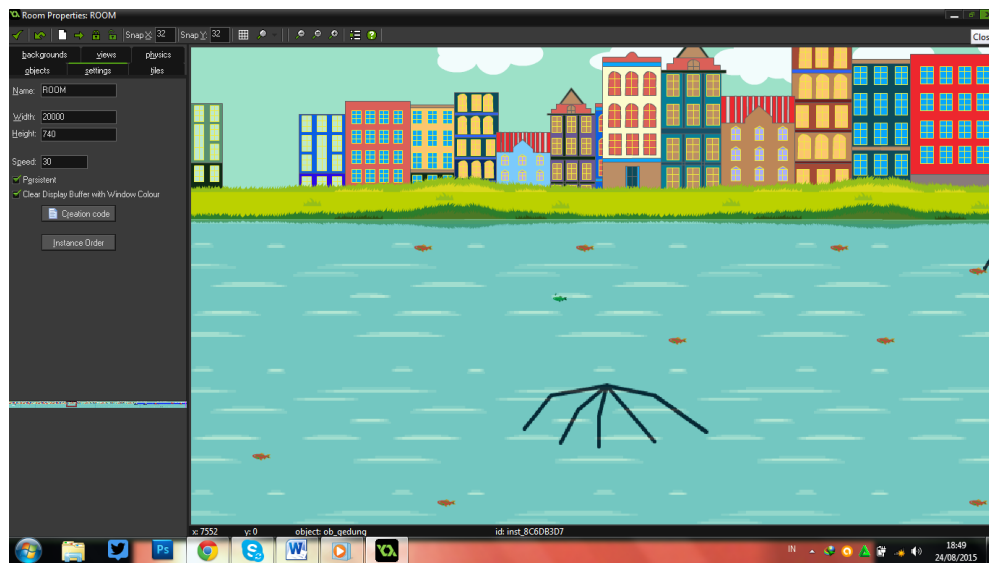 Room Properties: ROOM
Snap X: 32 Snap Y: 32
Clos
backgrounds views physics
objects settings tiles
Name: ROOM
Width: 20000
Height: 740
Speed: 30
Persistent
Clear Display Buffer with Window Colour
Creation code
Instance Order
x: 7552 y: 0 object: ob_gedung id: inst_8C6DB3D7
Ps
S
W
IN
18:49
24/08/2015